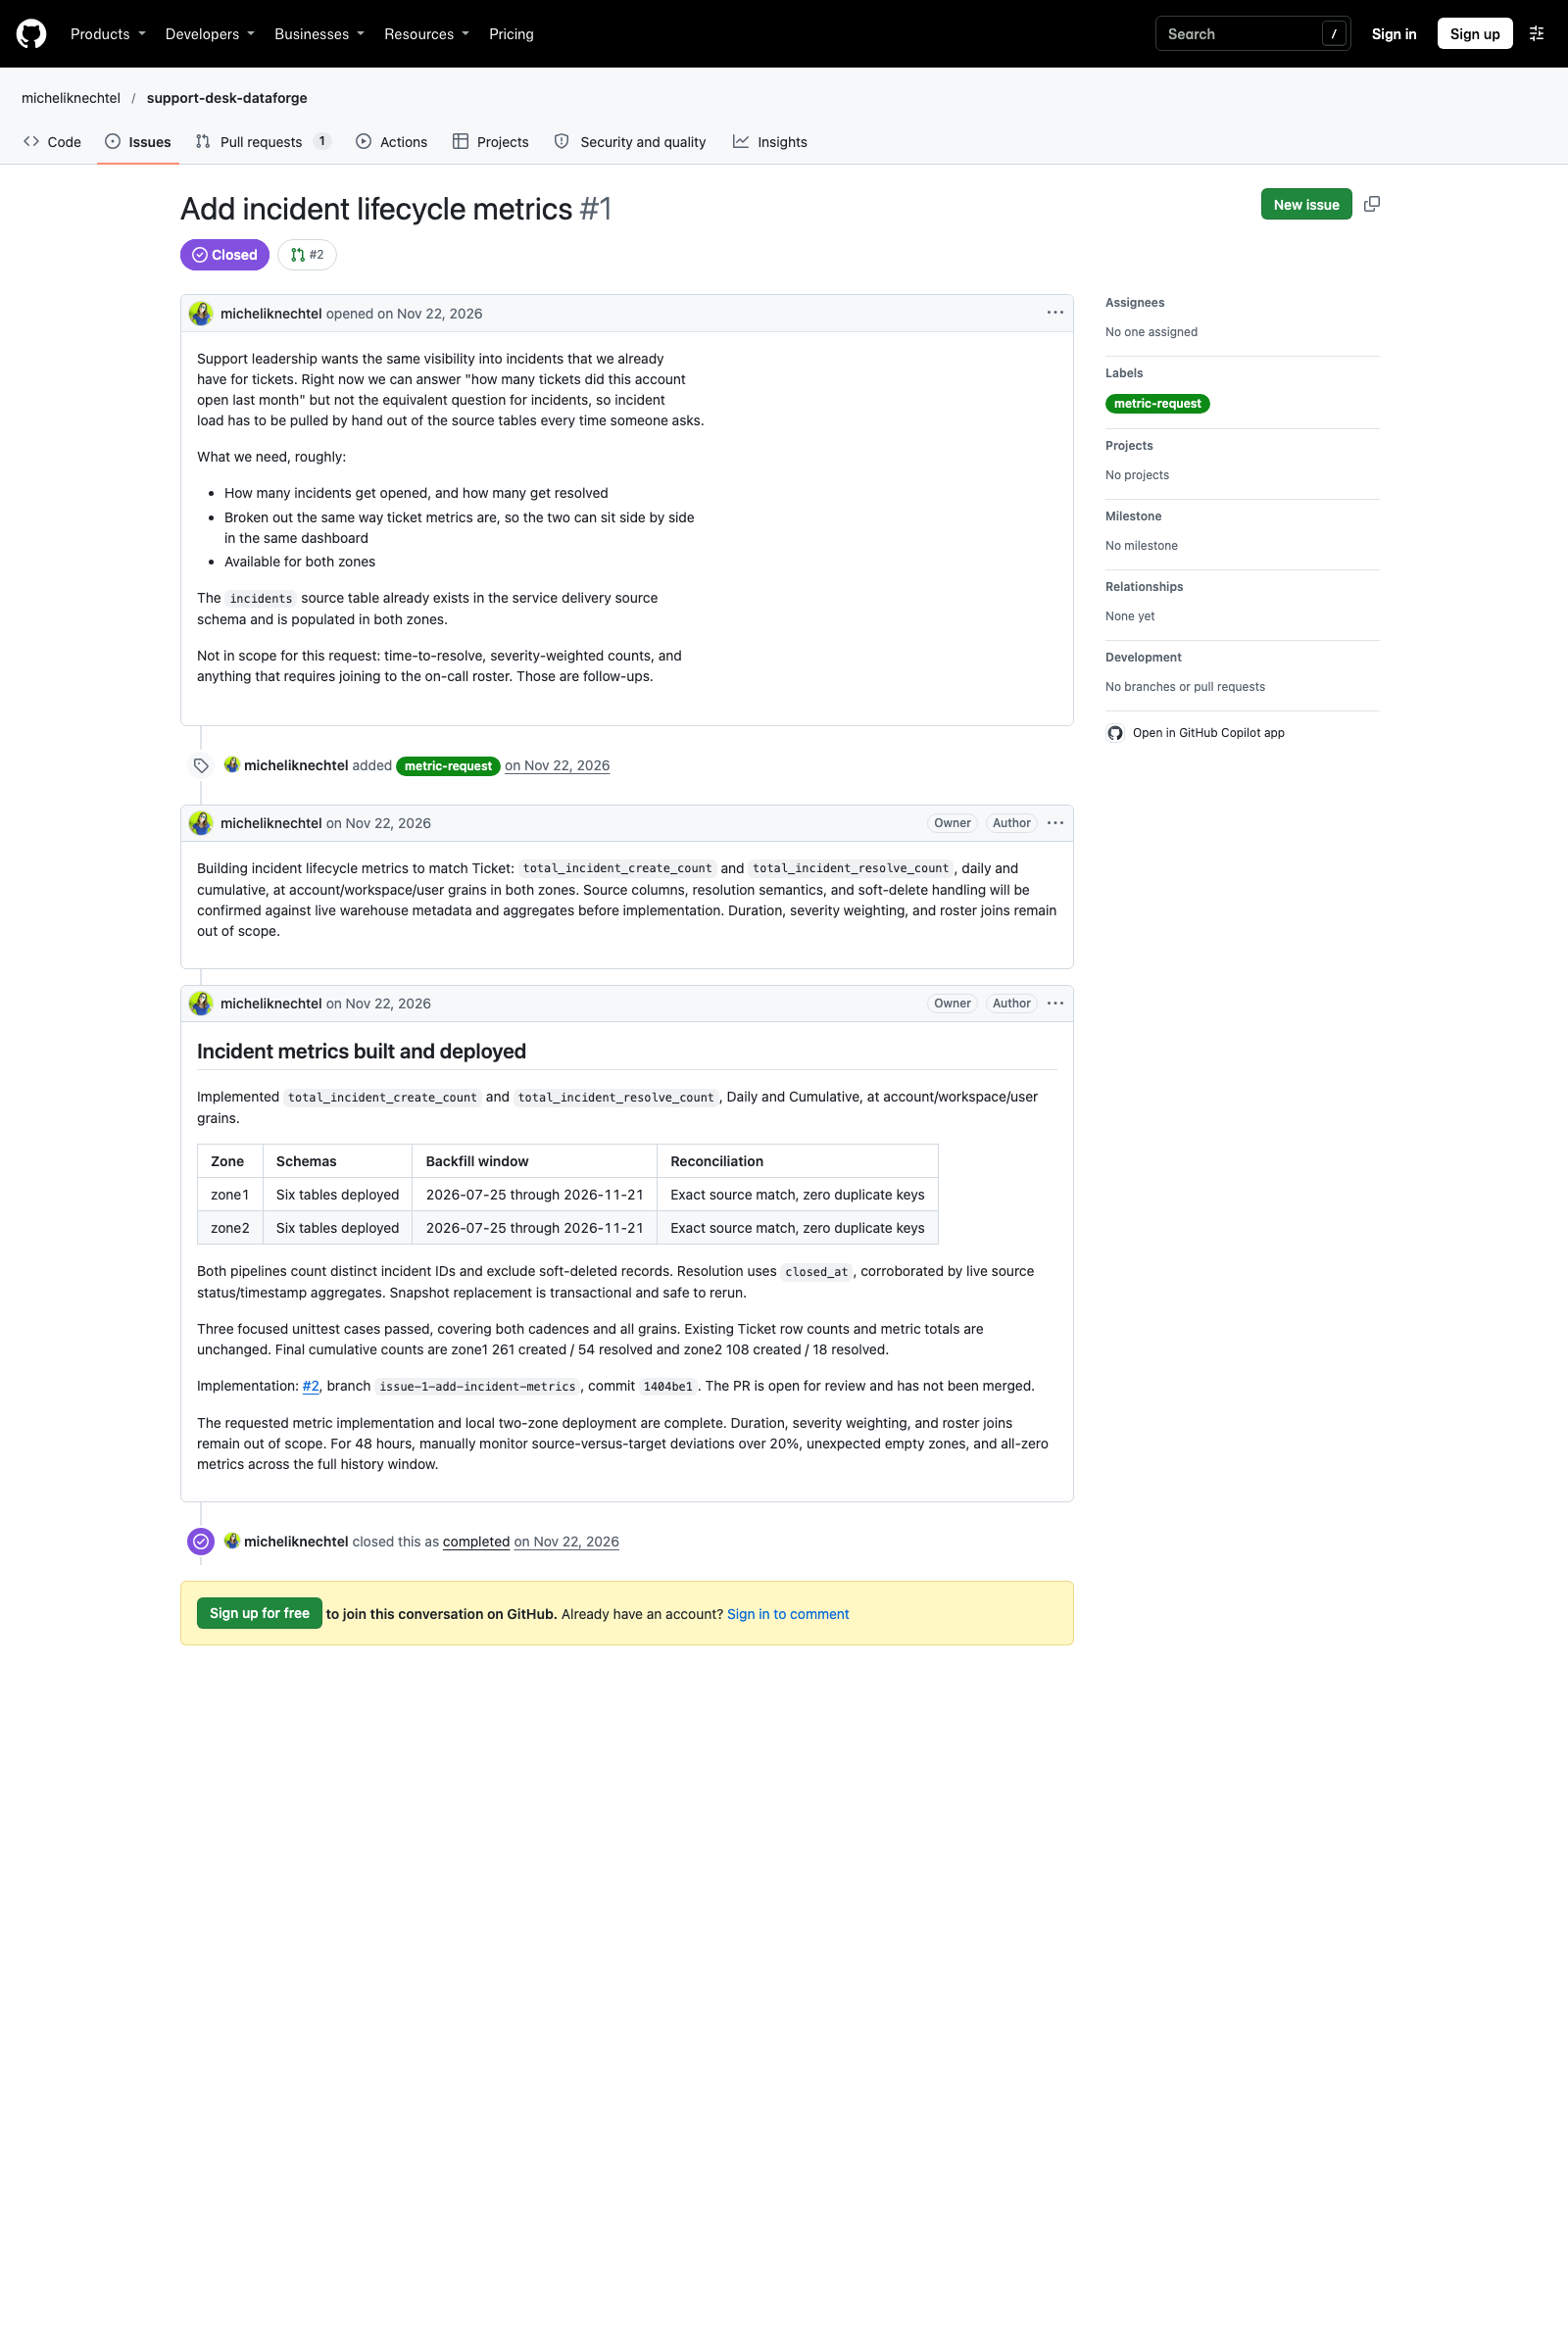 Products
Developers
Businesses
Resources
Pricing
Search
/
Sign in
Sign up
micheliknechtel / support-desk-dataforge
Code
Issues
Pull requests 1
Actions
Projects
Security and quality
Insights
Add incident lifecycle metrics #1
New issue
Closed
#2
micheliknechtel opened on Nov 22, 2026
Support leadership wants the same visibility into incidents that we already
have for tickets. Right now we can answer "how many tickets did this account
open last month" but not the equivalent question for incidents, so incident
load has to be pulled by hand out of the source tables every time someone asks.
What we need, roughly:
• How many incidents get opened, and how many get resolved
• Broken out the same way ticket metrics are, so the two can sit side by side
in the same dashboard
• Available for both zones
The incidents source table already exists in the service delivery source
schema and is populated in both zones.
Not in scope for this request: time-to-resolve, severity-weighted counts, and
anything that requires joining to the on-call roster. Those are follow-ups.
Assignees
No one assigned
Labels
metric-request
Projects
No projects
Milestone
No milestone
Relationships
None yet
Development
No branches or pull requests
Open in GitHub Copilot app
micheliknechtel added metric-request on Nov 22, 2026
micheliknechtel on Nov 22, 2026
Owner
Author
Building incident lifecycle metrics to match Ticket: total_incident_create_count and total_incident_resolve_count, daily and
cumulative, at account/workspace/user grains in both zones. Source columns, resolution semantics, and soft-delete handling will be
confirmed against live warehouse metadata and aggregates before implementation. Duration, severity weighting, and roster joins remain
out of scope.
micheliknechtel on Nov 22, 2026
Owner
Author
Incident metrics built and deployed
Implemented total_incident_create_count and total_incident_resolve_count, Daily and Cumulative, at account/workspace/user
grains.
Zone Schemas Backfill window Reconciliation
zone1 Six tables deployed 2026-07-25 through 2026-11-21 Exact source match, zero duplicate keys
zone2 Six tables deployed 2026-07-25 through 2026-11-21 Exact source match, zero duplicate keys
Both pipelines count distinct incident IDs and exclude soft-deleted records. Resolution uses closed_at, corroborated by live source
status/timestamp aggregates. Snapshot replacement is transactional and safe to rerun.
Three focused unittest cases passed, covering both cadences and all grains. Existing Ticket row counts and metric totals are
unchanged. Final cumulative counts are zone1 261 created / 54 resolved and zone2 108 created / 18 resolved.
Implementation: #2, branch issue-1-add-incident-metrics, commit 1404be1. The PR is open for review and has not been merged.
The requested metric implementation and local two-zone deployment are complete. Duration, severity weighting, and roster joins
remain out of scope. For 48 hours, manually monitor source-versus-target deviations over 20%, unexpected empty zones, and all-zero
metrics across the full history window.
micheliknechtel closed this as completed on Nov 22, 2026
Sign up for free to join this conversation on GitHub. Already have an account? Sign in to comment